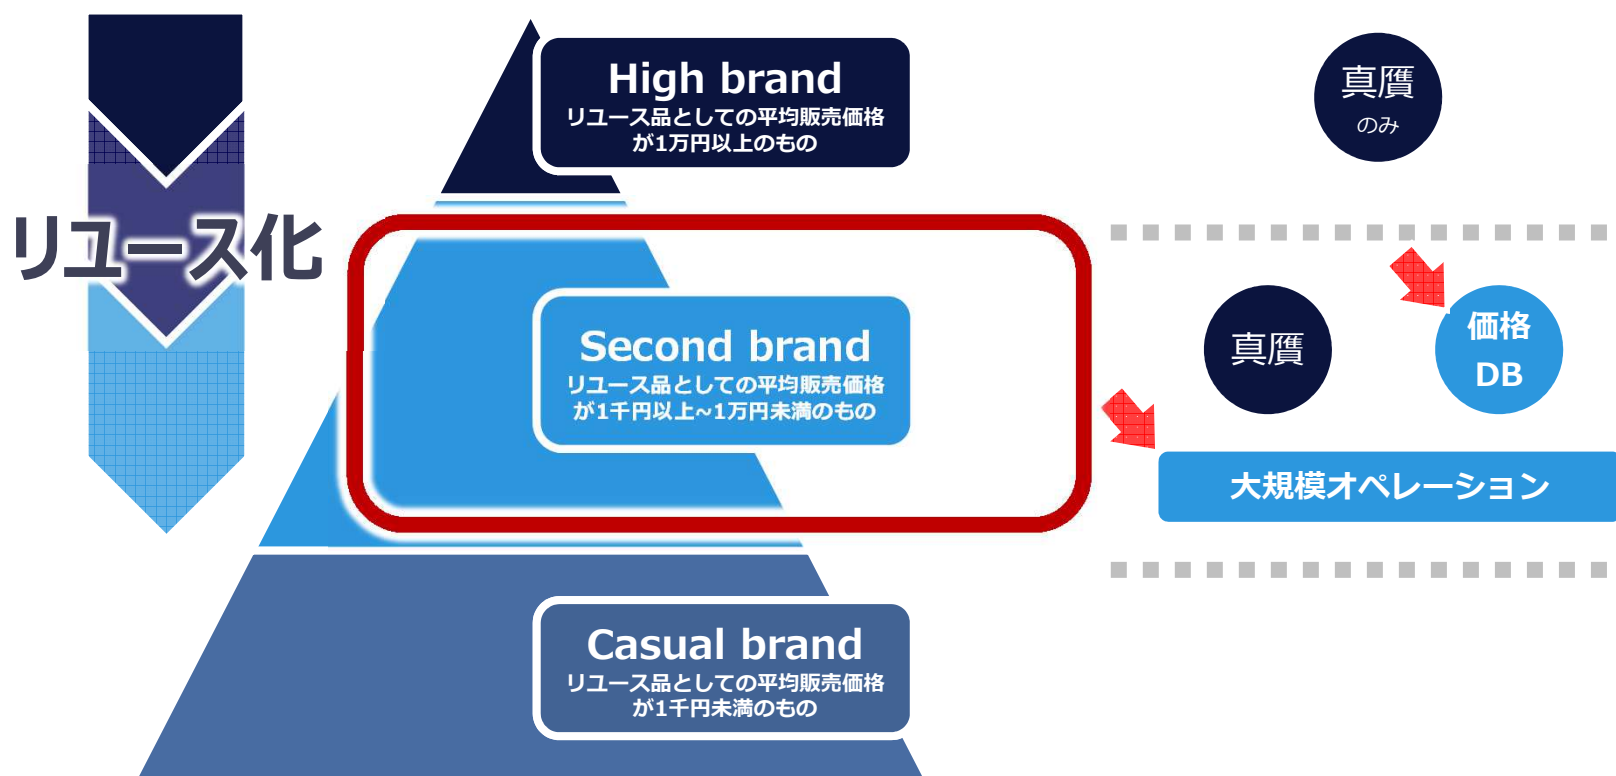 リユース化
High brand
リユース品としての平均販売価格
が1万円以上のもの
真贋
のみ
Second brand
リユース品としての平均販売価格
が1千円以上~1万円未満のもの
真贋
価格
DB
大規模オペレーション
Casual brand
リユース品としての平均販売価格
が1千円未満のもの